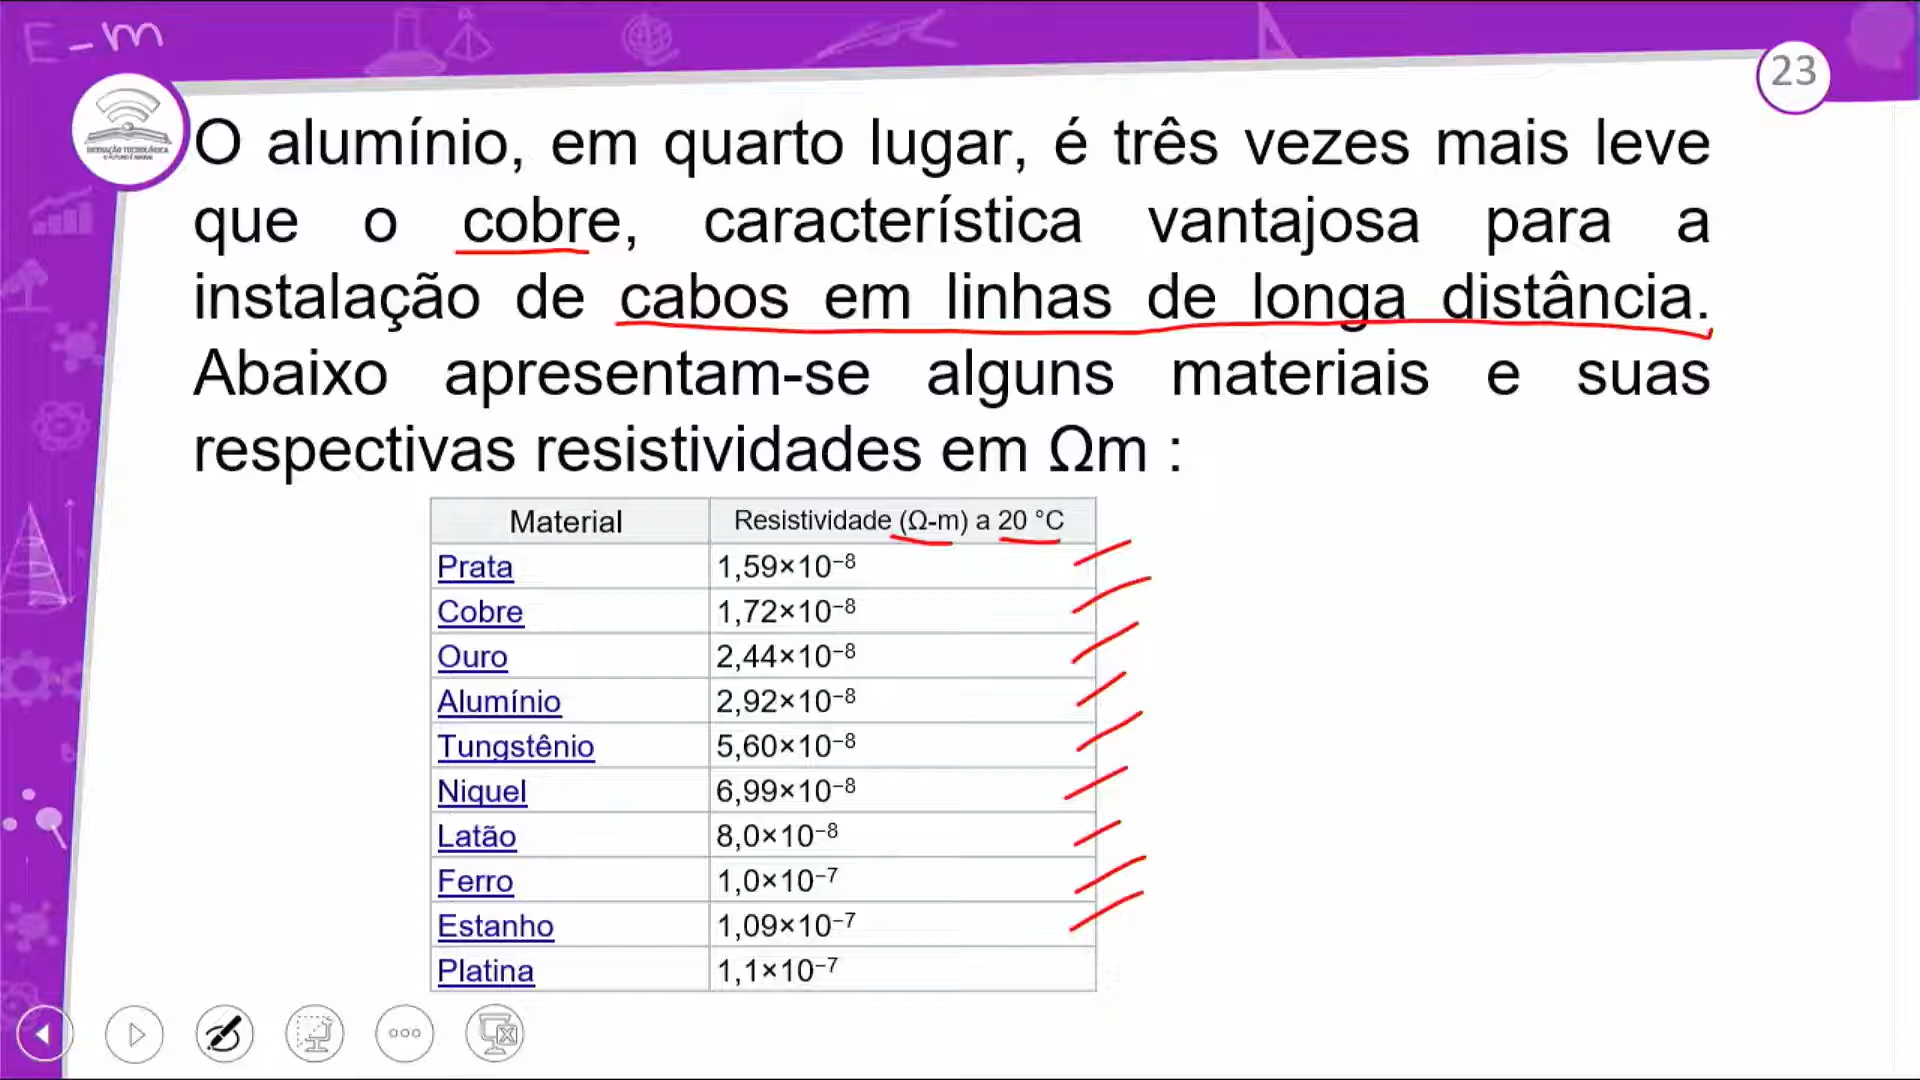 E-m
23
O alumínio, em quarto lugar, é três vezes mais leve
que o cobre, característica vantajosa para a
instalação de cabos em linhas de longa distância.
Abaixo apresentam-se alguns materiais e suas
respectivas resistividades em Ωm :
Material Resistividade (Ω-m) a 20 °C
Prata 1,59×10⁻⁸
Cobre 1,72×10⁻⁸
Ouro 2,44×10⁻⁸
Alumínio 2,92×10⁻⁸
Tungstênio 5,60×10⁻⁸
Niquel 6,99×10⁻⁸
Latão 8,0×10⁻⁸
Ferro 1,0×10⁻⁷
Estanho 1,09×10⁻⁷
Platina 1,1×10⁻⁷